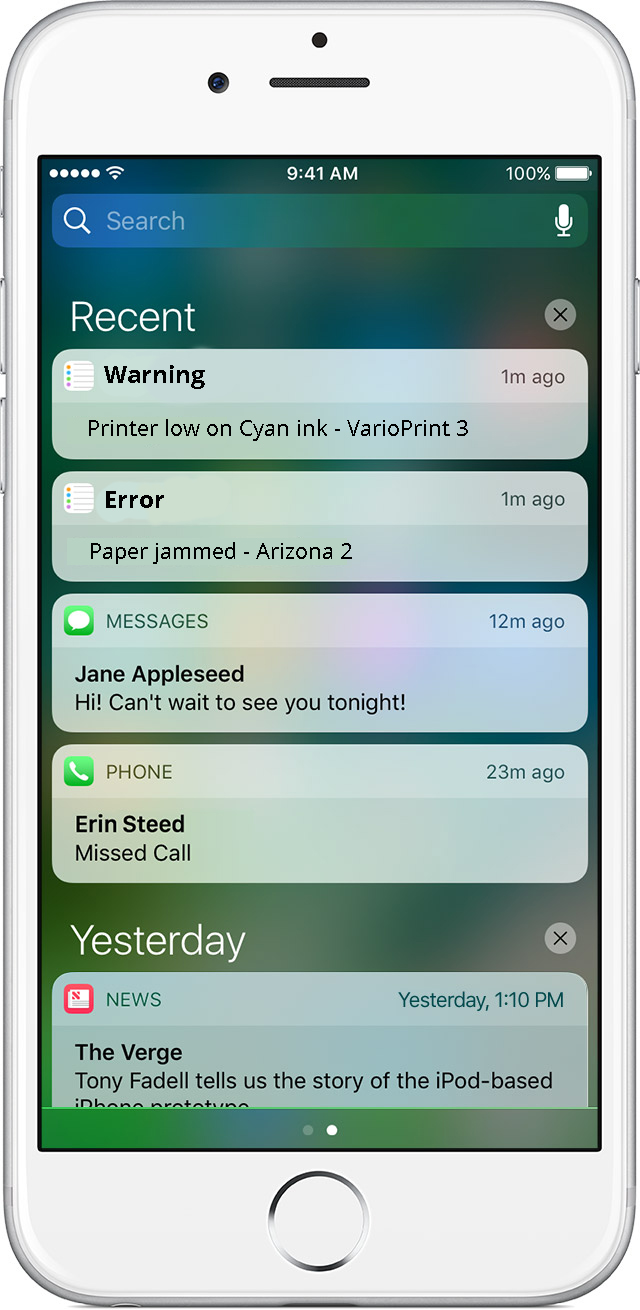 9:41 AM
100%
Search
Recent
Warning
1m ago
Printer low on Cyan ink - VarioPrint 3
Error
1m ago
Paper jammed - Arizona 2
MESSAGES
12m ago
Jane Appleseed
Hi! Can't wait to see you tonight!
PHONE
23m ago
Erin Steed
Missed Call
Yesterday
NEWS
Yesterday, 1:10 PM
The Verge
Tony Fadell tells us the story of the iPod-based
iPhone prototype